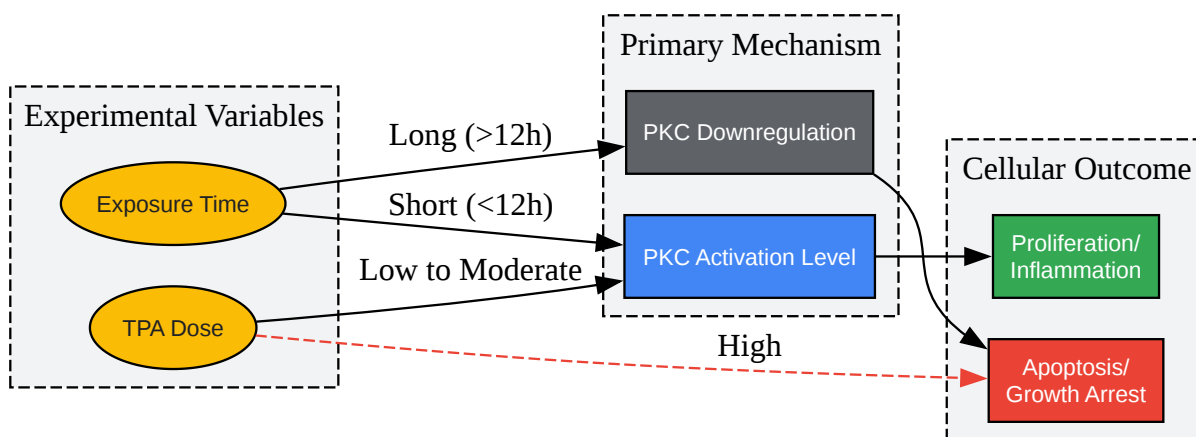 Experimental Variables
Exposure Time
TPA Dose
Long (>12h)
Short (<12h)
Low to Moderate
High
Primary Mechanism
PKC Downregulation
PKC Activation Level
Cellular Outcome
Proliferation/
Inflammation
Apoptosis/
Growth Arrest